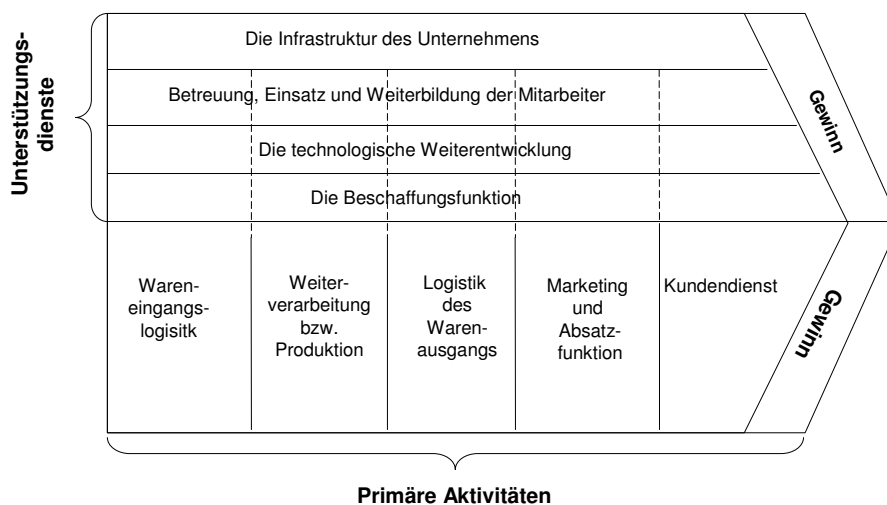 Unterstützungs-
dienste
Die Infrastruktur des Unternehmens
Betreuung, Einsatz und Weiterbildung der Mitarbeiter
Die technologische Weiterentwicklung
Die Beschaffungsfunktion
Gewinn
Waren-
eingangs-
logisitk
Weiter-
verarbeitung
bzw.
Produktion
Logistik
des
Waren-
ausgangs
Marketing
und
Absatz-
funktion
Kundendienst
Gewinn
Primäre Aktivitäten